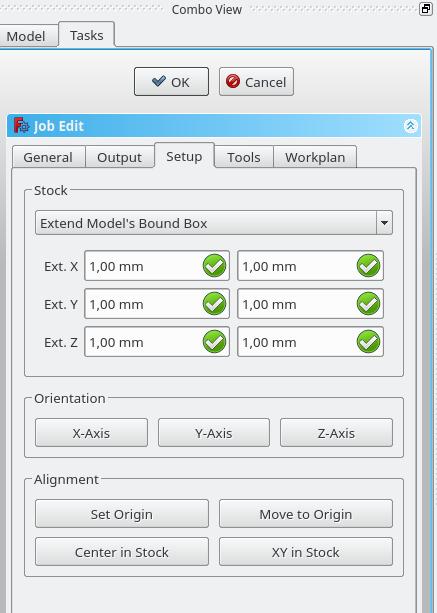 Combo View
Model Tasks
OK Cancel
Job Edit
General Output Setup Tools Workplan
Stock
Extend Model's Bound Box
Ext. X 1,00 mm 1,00 mm
Ext. Y 1,00 mm 1,00 mm
Ext. Z 1,00 mm 1,00 mm
Orientation
X-Axis Y-Axis Z-Axis
Alignment
Set Origin Move to Origin
Center in Stock XY in Stock